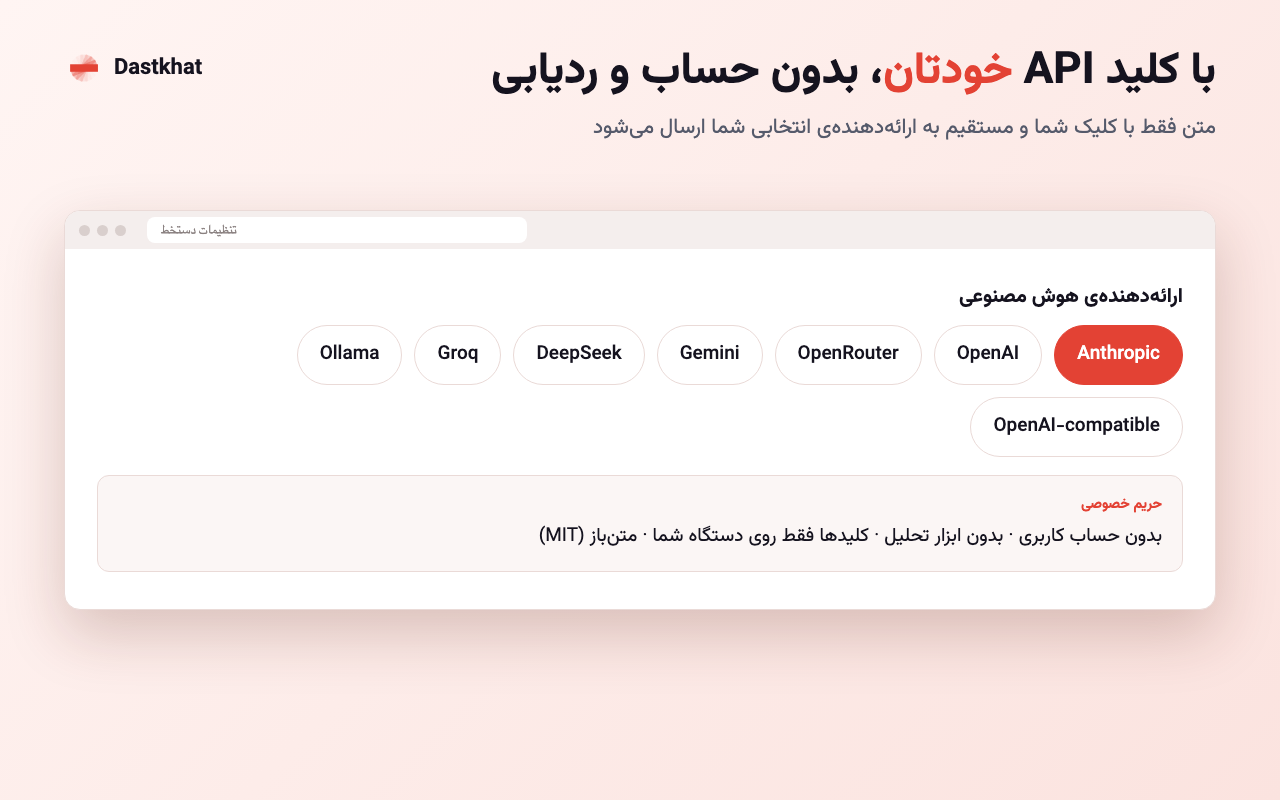 با کلید API خودتان، بدون حساب و ردیابی
متن فقط با کلیک شما و مستقیم به ارائه‌دهنده‌ی انتخابی شما ارسال می‌شود
Dastkhat
تنظیمات دستخط
ارائه‌دهنده‌ی هوش مصنوعی
Anthropic OpenAI OpenRouter Gemini DeepSeek Groq Ollama
OpenAI-compatible
حریم خصوصی
بدون حساب کاربری · بدون ابزار تحلیل · کلیدها فقط روی دستگاه شما · متن‌باز (MIT)